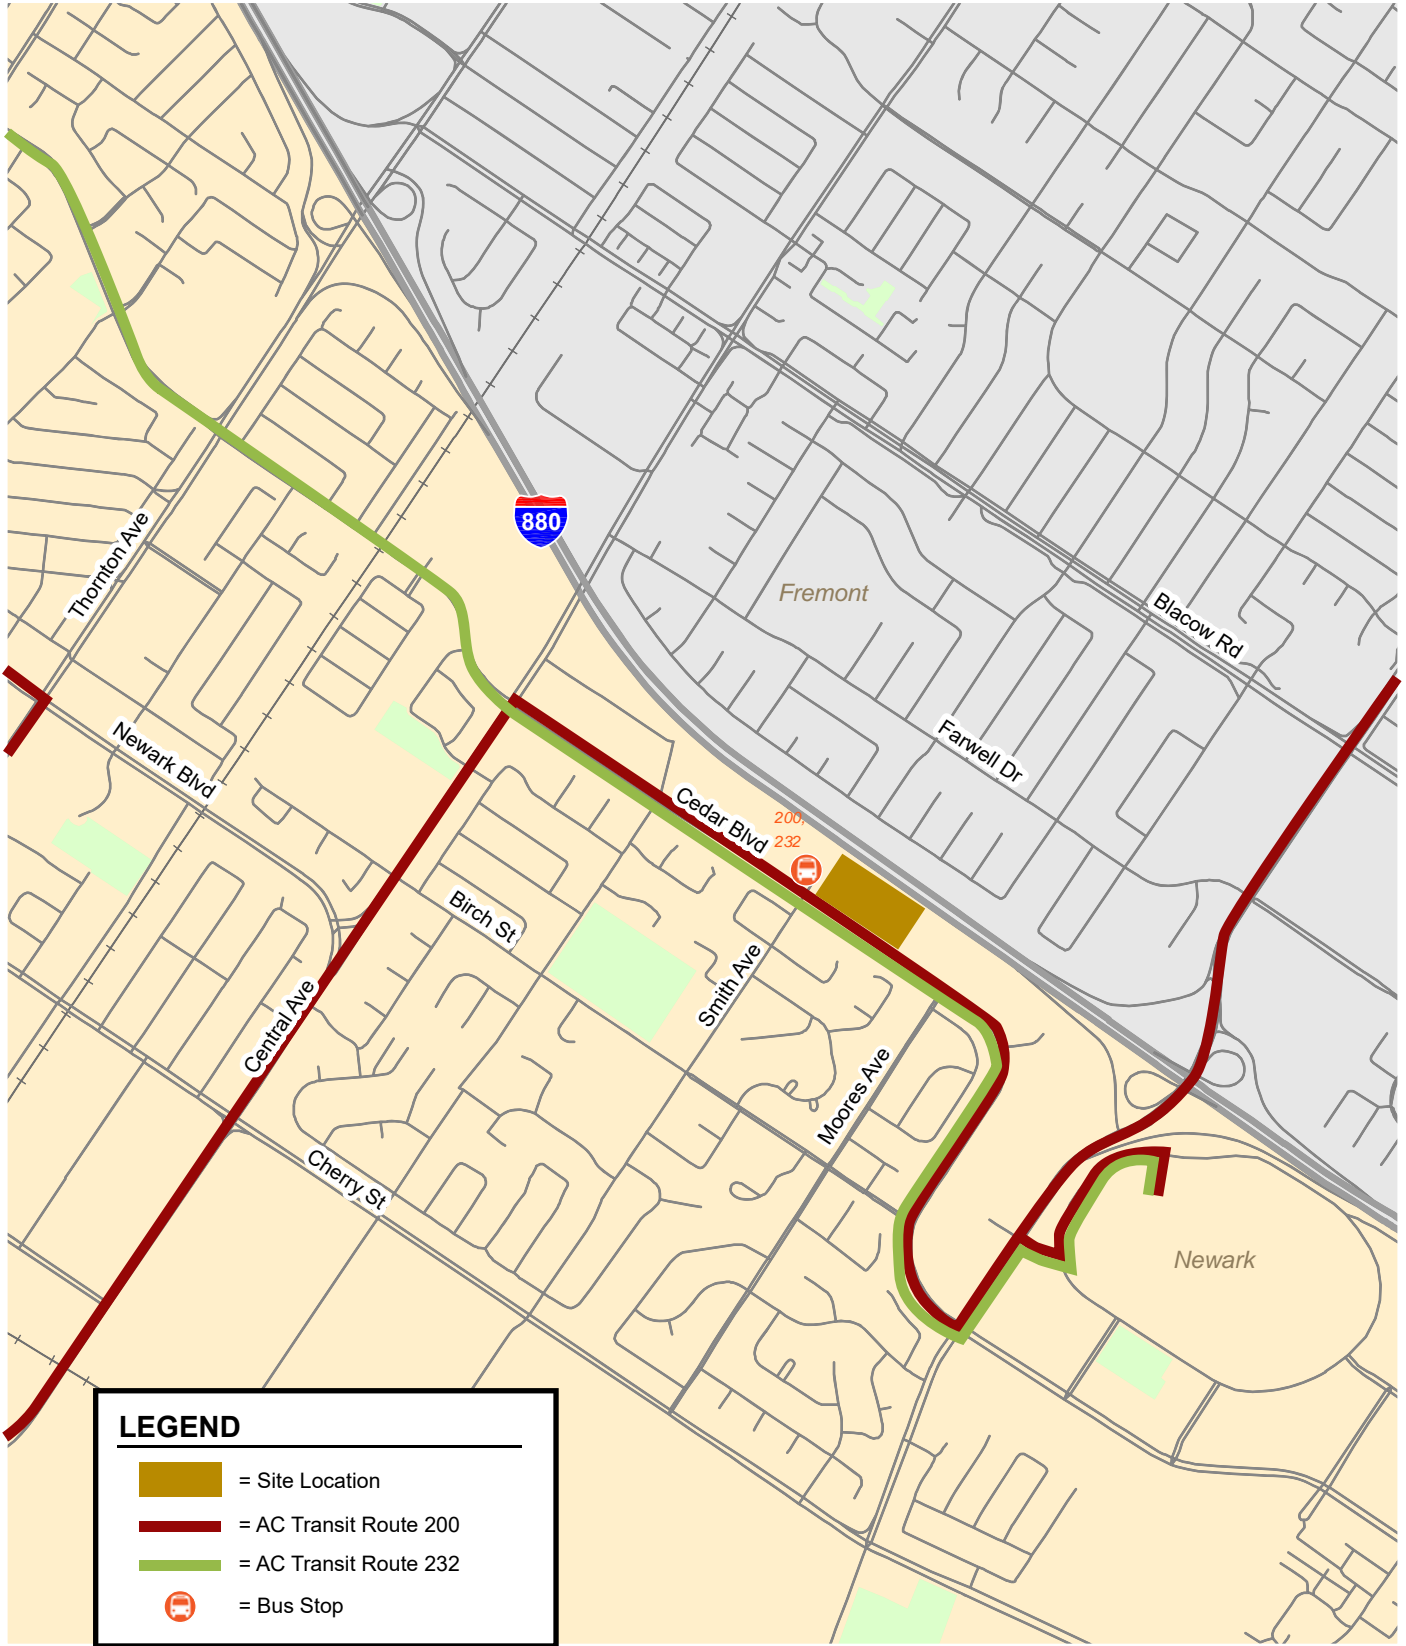 880
Thornton Ave
Fremont
Blacow Rd
Newark Blvd
Farwell Dr
Cedar Blvd
200,
232
Birch St
Smith Ave
Central Ave
Moores Ave
Cherry St
Newark
LEGEND
= Site Location
= AC Transit Route 200
= AC Transit Route 232
= Bus Stop